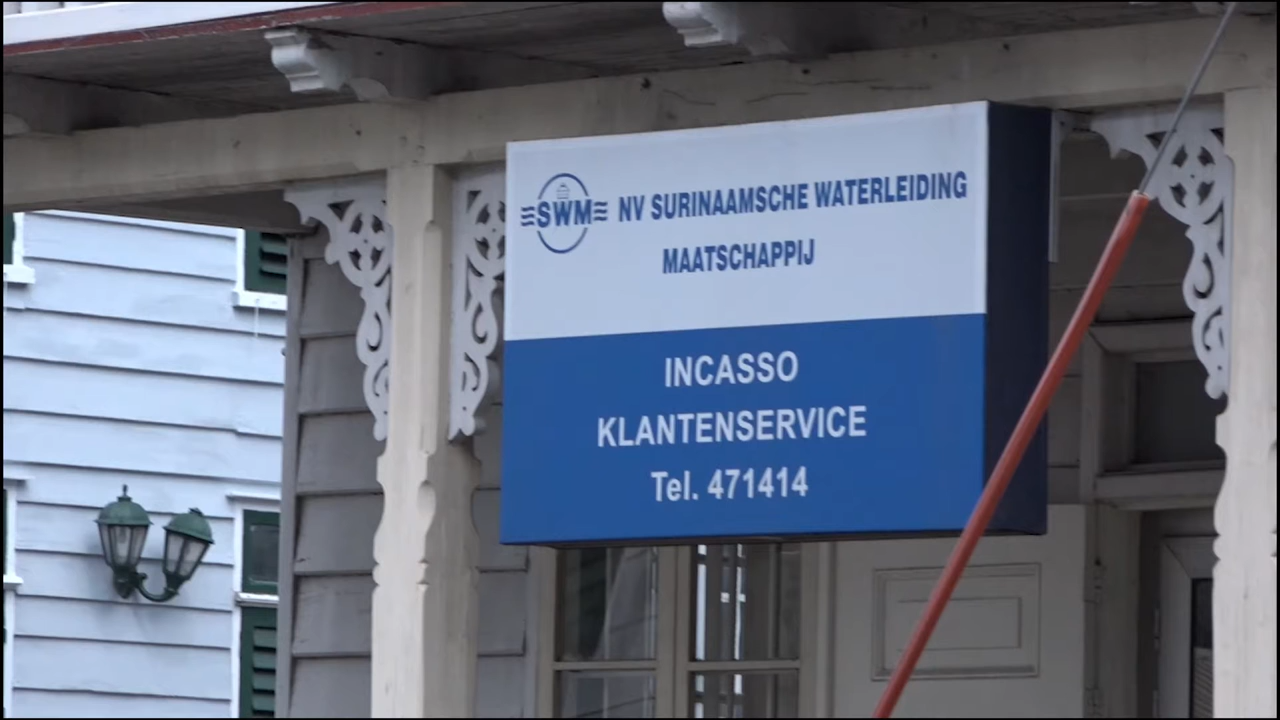 SWM
NV SURINAAMSCHE WATERLEIDING
MAATSCHAPPIJ
INCASSO
KLANTENSERVICE
Tel. 471414